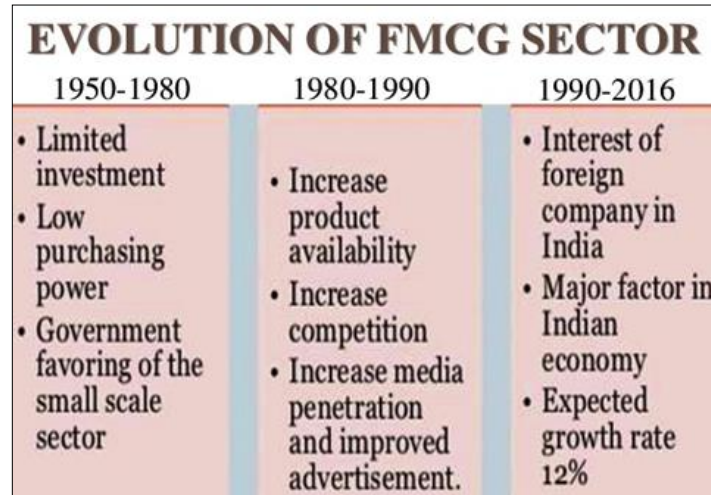 EVOLUTION OF FMCG SECTOR
1950-1980
• Limited
investment
• Low
purchasing
power
• Government
favoring of the
small scale
sector
1980-1990
• Increase
product
availability
• Increase
competition
• Increase media
penetration
and improved
advertisement.
1990-2016
• Interest of
foreign
company in
India
• Major factor in
Indian
economy
• Expected
growth rate
12%